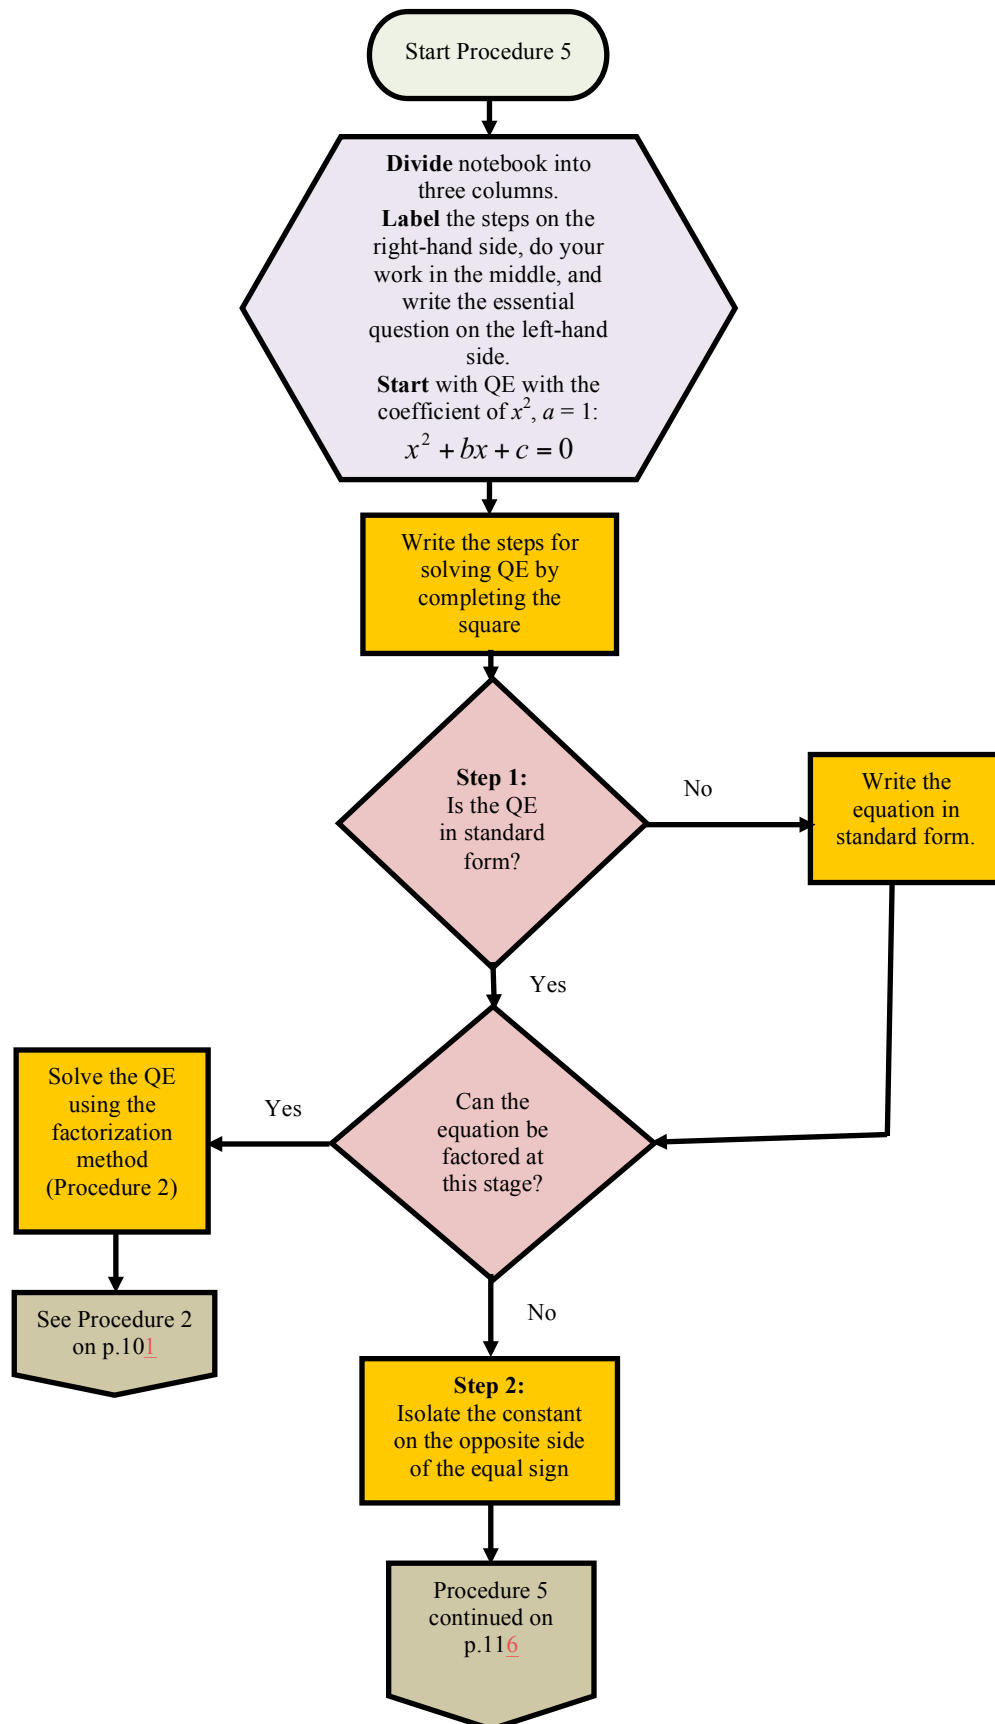 Start Procedure 5
Divide notebook into
three columns.
Label the steps on the
right-hand side, do your
work in the middle, and
write the essential
question on the left-hand
side.
Start with QE with the
coefficient of x², a = 1:
x² + bx + c = 0
Write the steps for
solving QE by
completing the
square
Step 1:
Is the QE
in standard
form?
No
Write the
equation in
standard form.
Yes
Can the
equation be
factored at
this stage?
Yes
Solve the QE
using the
factorization
method
(Procedure 2)
See Procedure 2
on p.101
No
Step 2:
Isolate the constant
on the opposite side
of the equal sign
Procedure 5
continued on
p.116